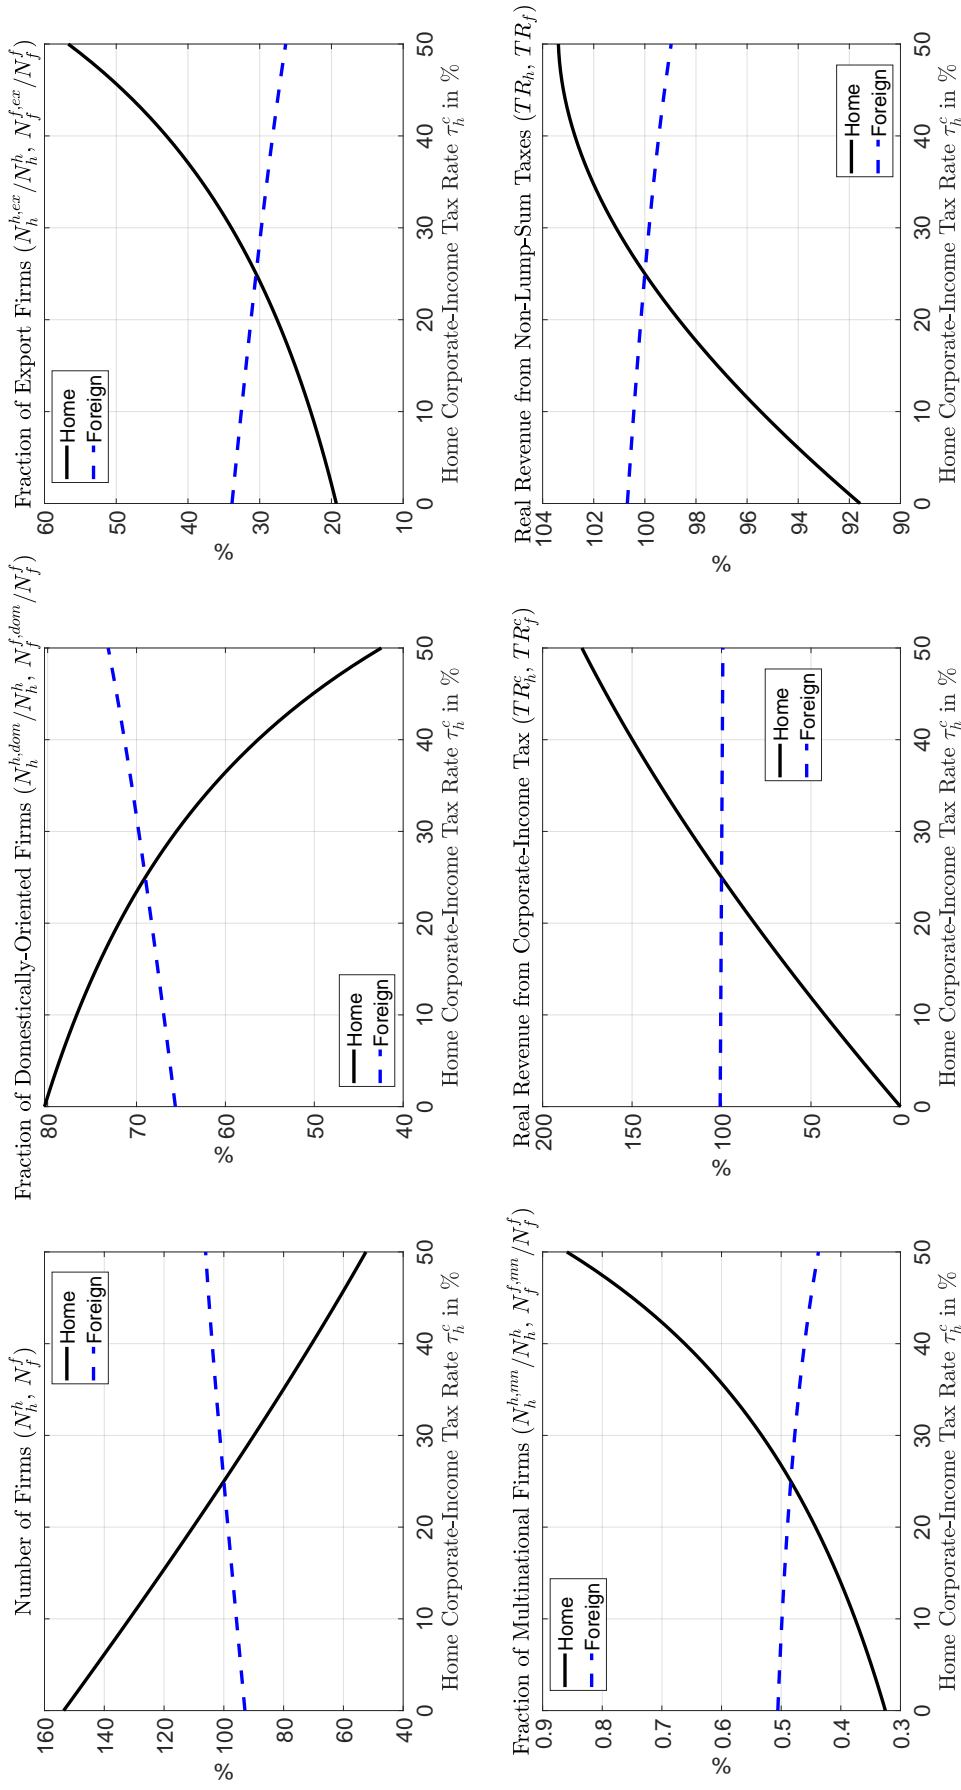 Number of Firms (N_h^h, N_f^f)
%
160
140
120
100
80
60
40
Home
Foreign
0 10 20 30 40 50
Home Corporate-Income Tax Rate τ_h^c in %
Fraction of Domestically-Oriented Firms (N_h^{h,dom}/N_h^h, N_f^{f,dom}/N_f^f)
%
80
70
60
50
40
Home
Foreign
0 10 20 30 40 50
Home Corporate-Income Tax Rate τ_h^c in %
Fraction of Export Firms (N_h^{h,ex}/N_h^h, N_f^{f,ex}/N_f^f)
%
60
50
40
30
20
10
Home
Foreign
0 10 20 30 40 50
Home Corporate-Income Tax Rate τ_h^c in %
Fraction of Multinational Firms (N_h^{h,mn}/N_h^h, N_f^{f,mn}/N_f^f)
%
0.9
0.8
0.7
0.6
0.5
0.4
0.3
Home
Foreign
0 10 20 30 40 50
Home Corporate-Income Tax Rate τ_h^c in %
Real Revenue from Corporate-Income Tax (TR_h^c, TR_f^c)
%
200
150
100
50
0
Home
Foreign
0 10 20 30 40 50
Home Corporate-Income Tax Rate τ_h^c in %
Real Revenue from Non-Lump-Sum Taxes (TR_h, TR_f)
%
104
102
100
98
96
94
92
90
Home
Foreign
0 10 20 30 40 50
Home Corporate-Income Tax Rate τ_h^c in %